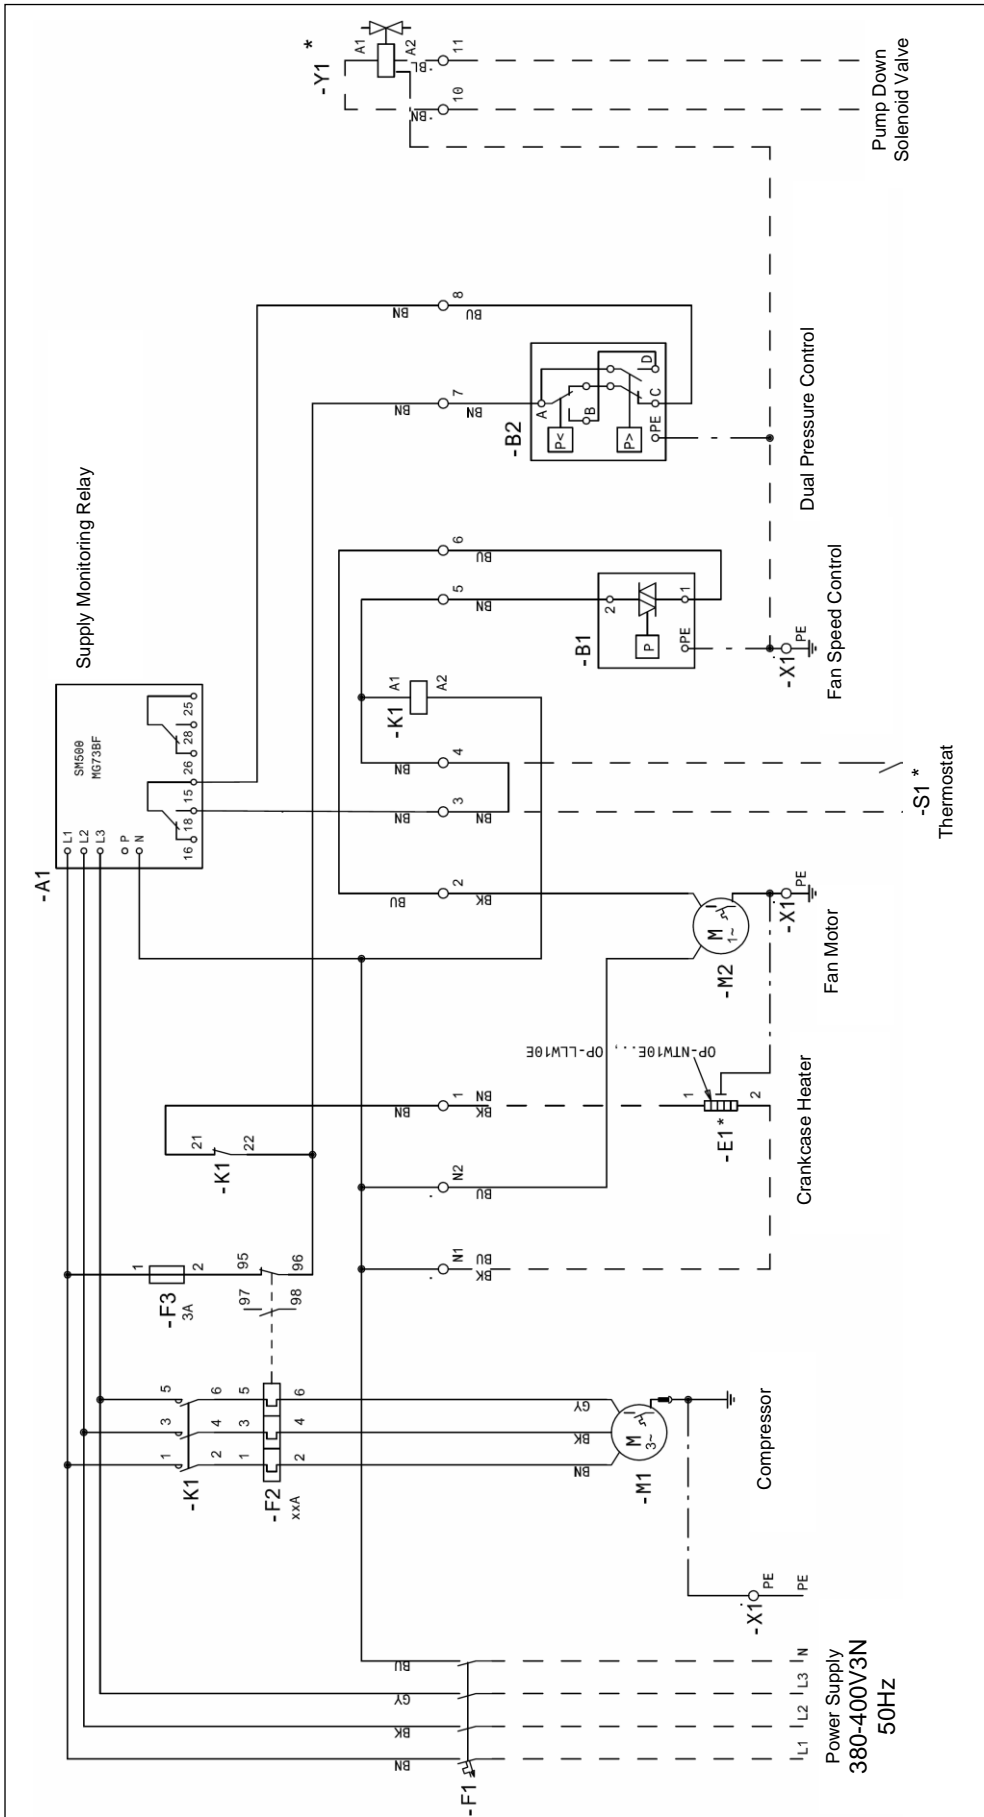 -A1
L1
L2
L3
P
N
SM500
MG73BF
16
18
15
26
28
25
Supply Monitoring Relay
-F1
BN
BK
GY
BU
L1
L2
L3
N
PE
Power Supply
380-400V3N
50Hz
-X1
PE
-K1
1
3
5
2
4
6
-F2
xxA
1
3
5
2
4
6
BN
BK
GY
-M1
M
3~
Compressor
-F3
3A
1
2
95
96
97
98
-K1
21
22
N1
BK
BU
N2
BU
BN
1
BK
BN
-E1 *
1
2
OP-NTW10E..., OP-LLW10E
Crankcase Heater
BU
2
BK
-M2
M
1~
-X1
PE
Fan Motor
BN
3
BN
BN
4
-S1 *
Thermostat
-K1
A1
A2
5
BN
6
BU
-B1
2
1
P
PE
-X1
PE
Fan Speed Control
BN
7
BN
BN
8
BU
-B2
A
B
C
D
P<
P>
PE
Dual Pressure Control
-Y1 *
A1
A2
BN
10
BL
11
Pump Down
Solenoid Valve